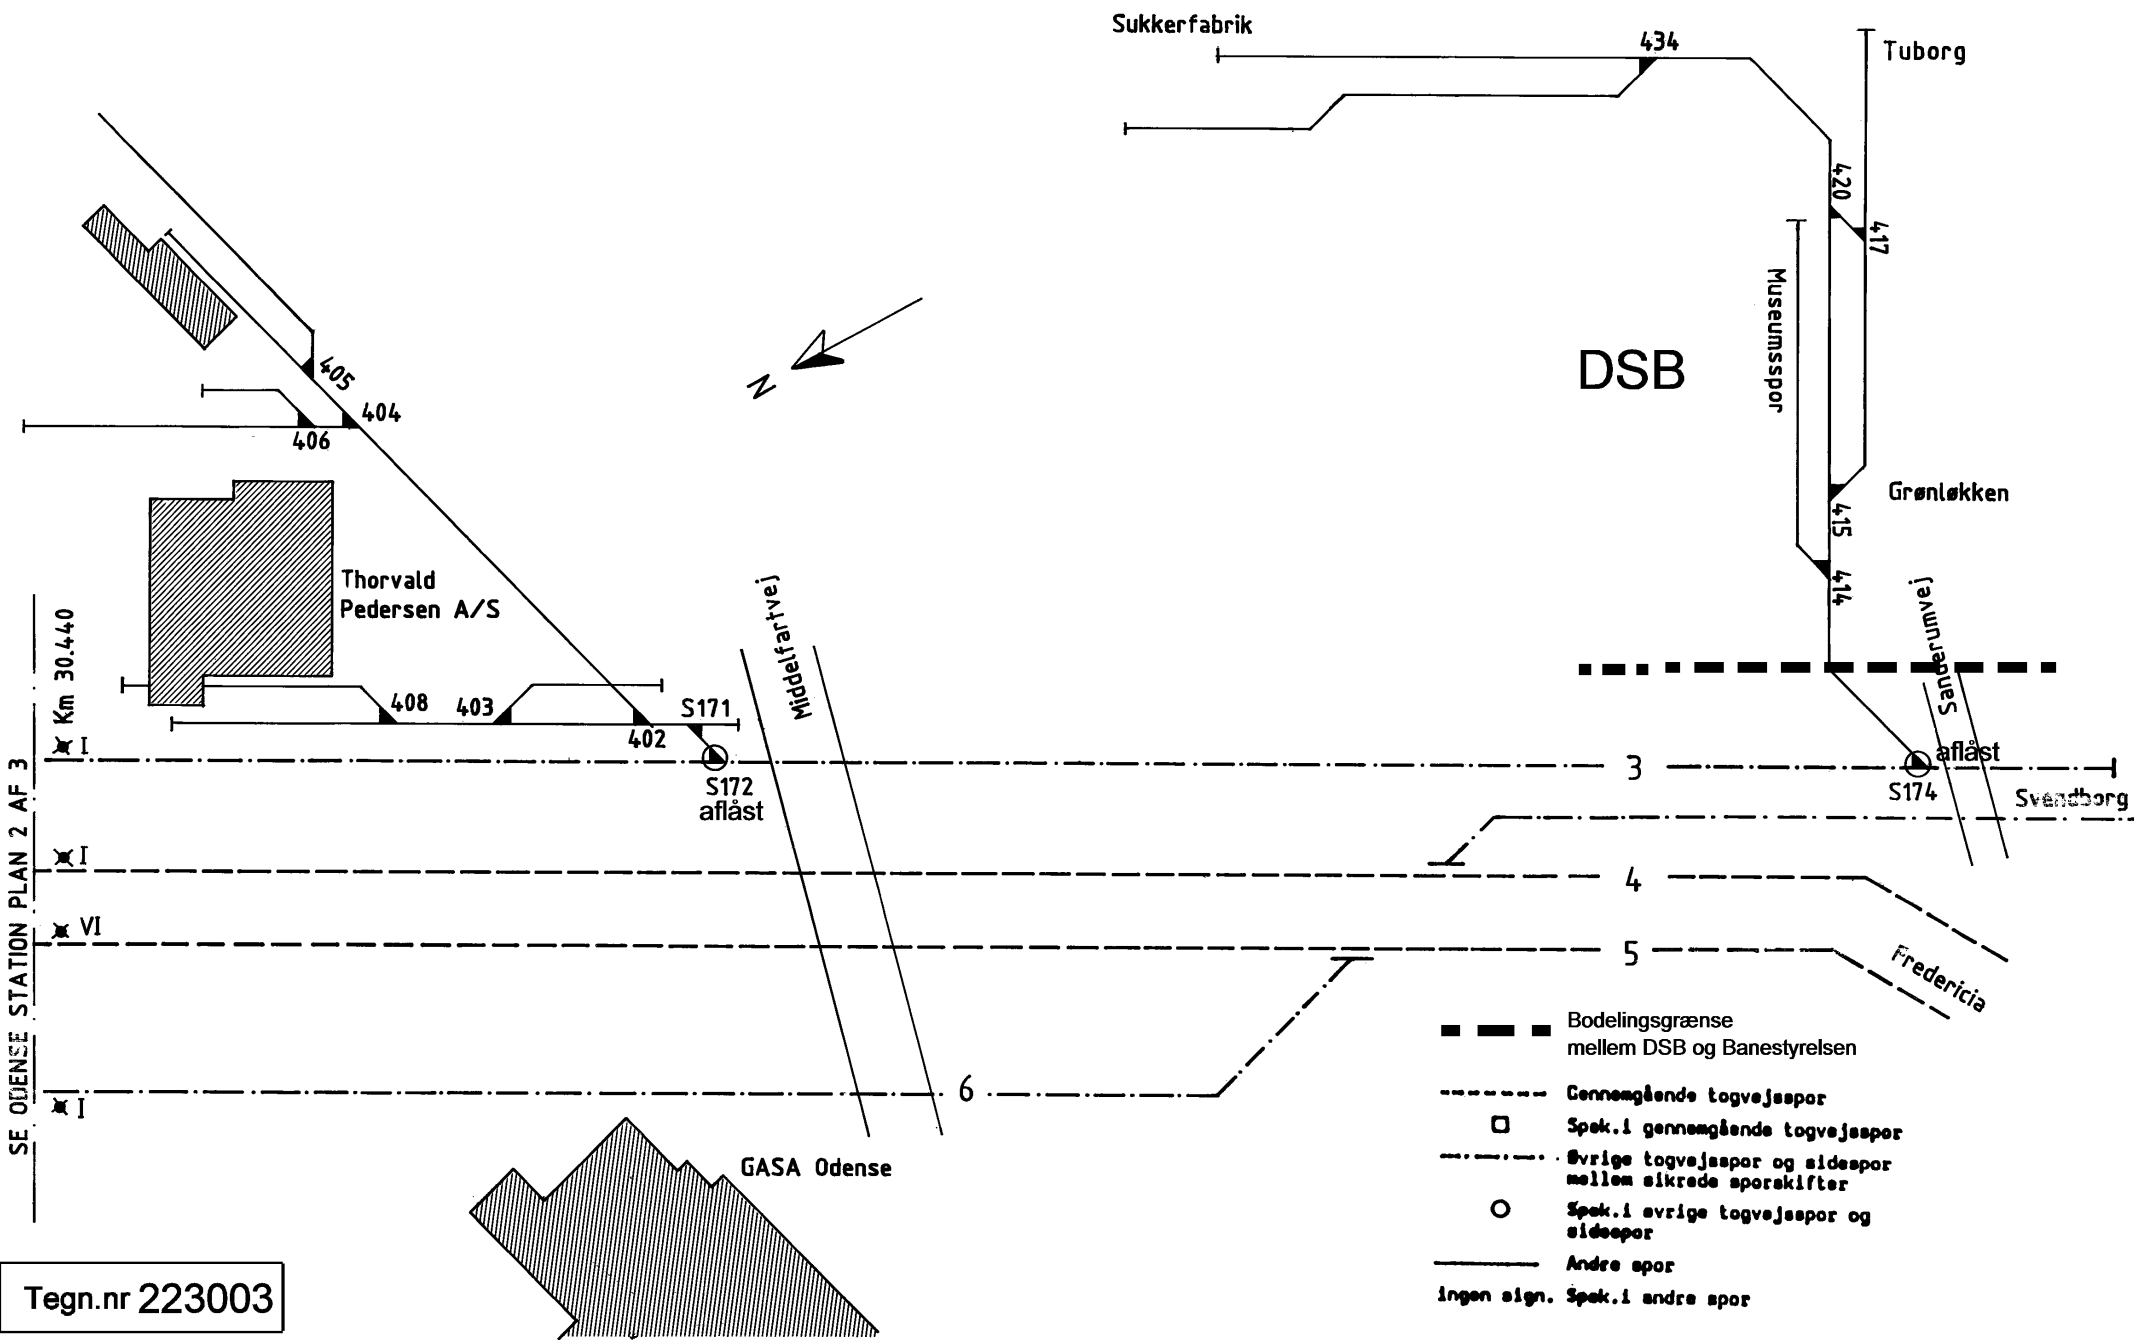 Sukkerfabrik
434
Tuborg
420
417
Museumsspor
DSB
N
405
404
406
Grønløkken
415
414
Thorvald
Pedersen A/S
Middelfartvej
Sanderumvej
Km 30.440
408
403
402
S171
I
S172
aflåst
3
aflåst
S174
Svendborg
I
4
VI
5
Fredericia
I
6
SE ODENSE STATION PLAN 2 AF 3
GASA Odense
Bodelingsgrænse
mellem DSB og Banestyrelsen
Gennemgående togvejsspor
Spsk.i gennemgående togvejsspor
Øvrige togvejsspor og sidespor
mellem sikrede sporskifter
Spsk.i øvrige togvejsspor og
sidespor
Andre spor
ingen sign. Spsk.i andre spor
Tegn.nr 223003